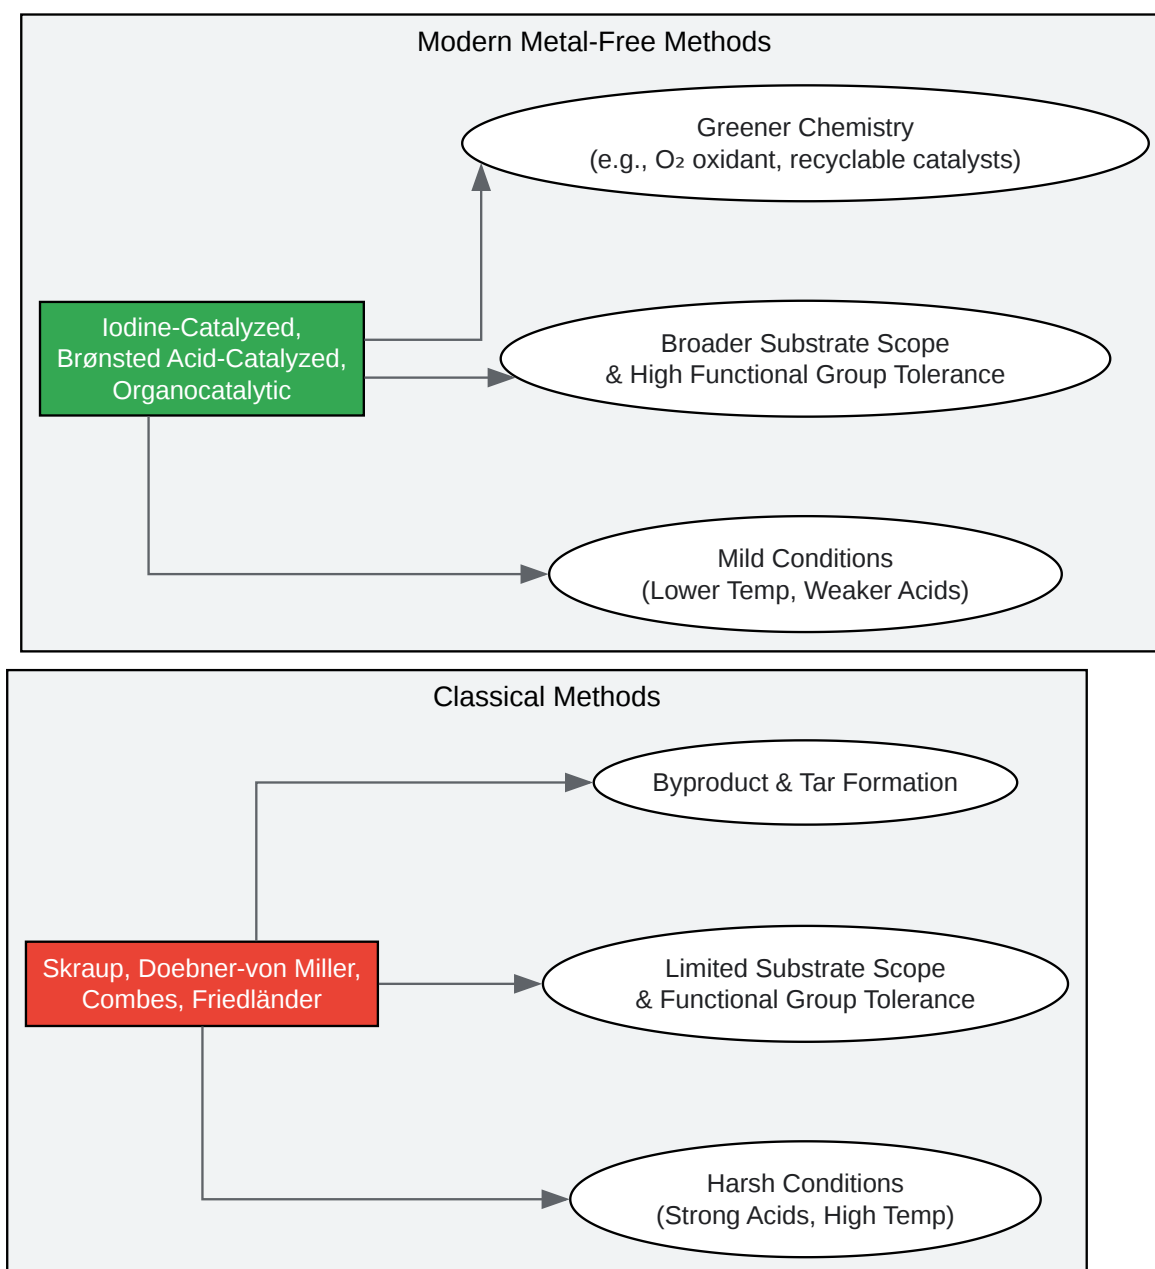 Modern Metal-Free Methods
Greener Chemistry
(e.g., O₂ oxidant, recyclable catalysts)
Iodine-Catalyzed,
Brønsted Acid-Catalyzed,
Organocatalytic
Broader Substrate Scope
& High Functional Group Tolerance
Mild Conditions
(Lower Temp, Weaker Acids)
Classical Methods
Byproduct & Tar Formation
Skraup, Doebner-von Miller,
Combes, Friedländer
Limited Substrate Scope
& Functional Group Tolerance
Harsh Conditions
(Strong Acids, High Temp)